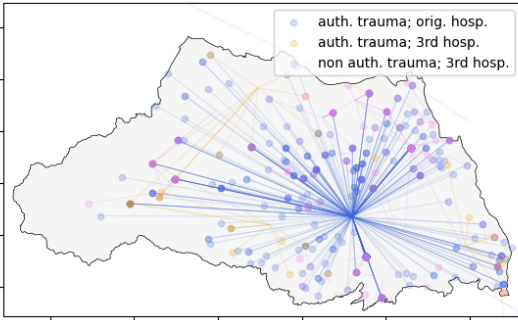 auth. trauma; orig. hosp.
auth. trauma; 3rd hosp.
non auth. trauma; 3rd hosp.